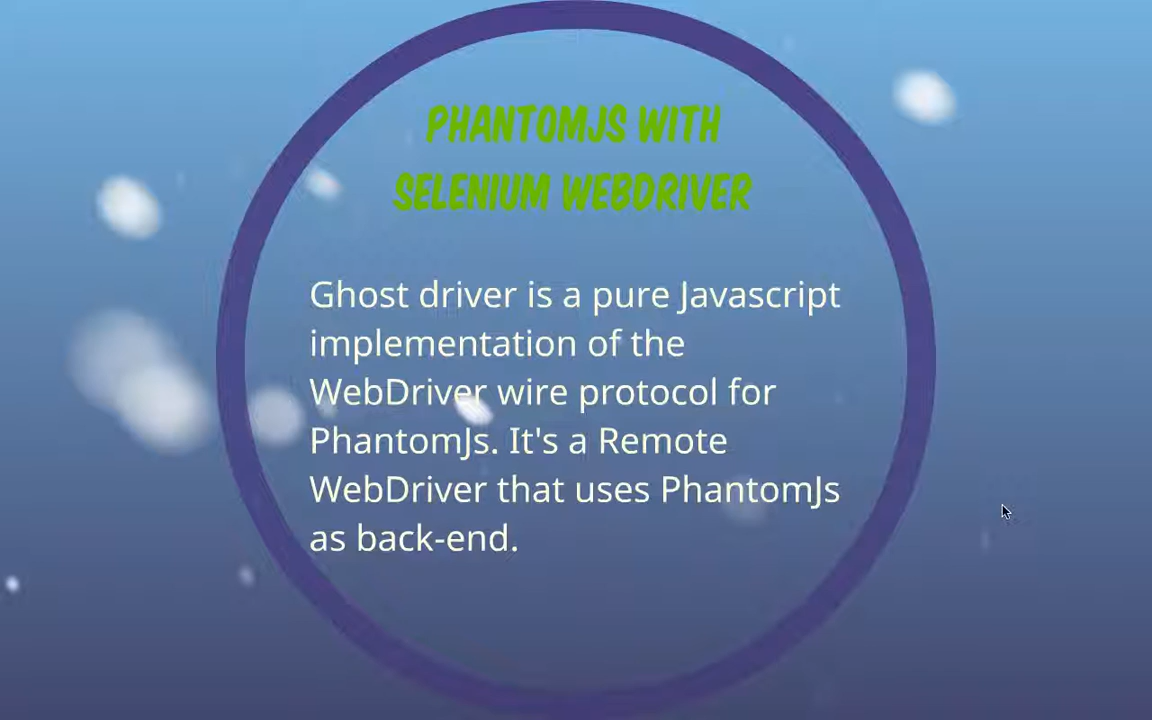 PHANTOMJS WITH
SELENIUM WEBDRIVER
Ghost driver is a pure Javascript
implementation of the
WebDriver wire protocol for
PhantomJs. It's a Remote
WebDriver that uses PhantomJs
as back-end.